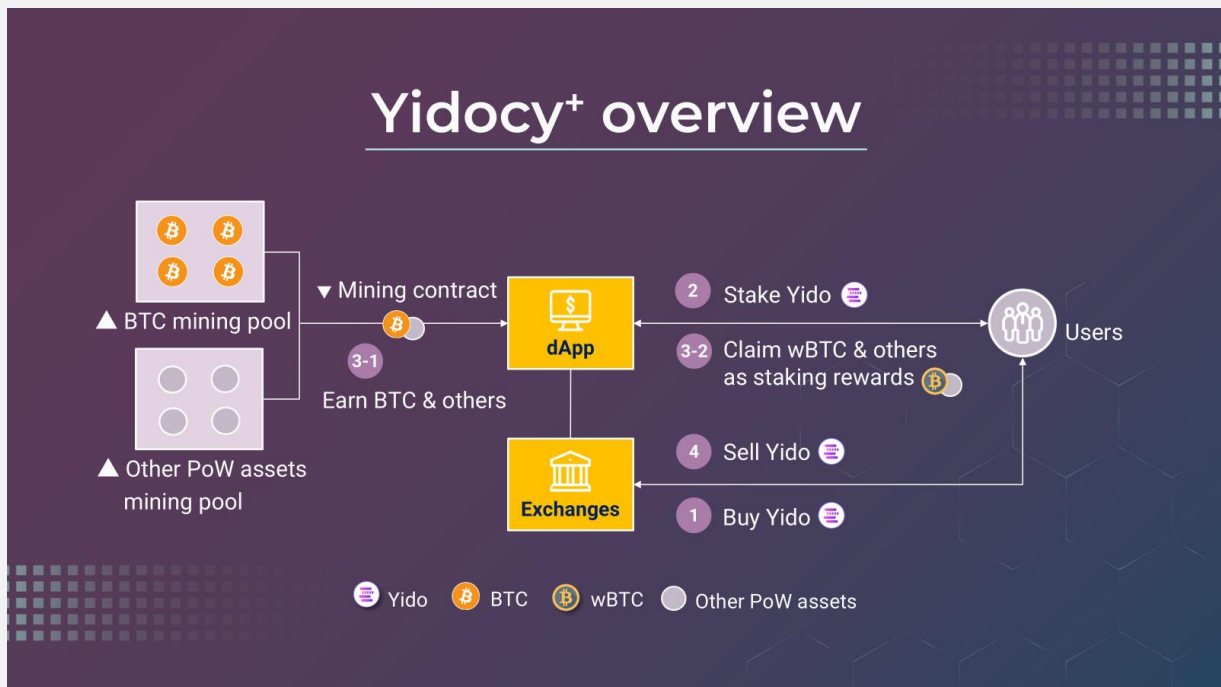 Yidocy⁺ overview
▲ BTC mining pool
▲ Other PoW assets
mining pool
▼ Mining contract
3-1
Earn BTC & others
$
dApp
Exchanges
2 Stake Yido
3-2 Claim wBTC & others
as staking rewards
Users
4 Sell Yido
1 Buy Yido
Yido BTC wBTC Other PoW assets